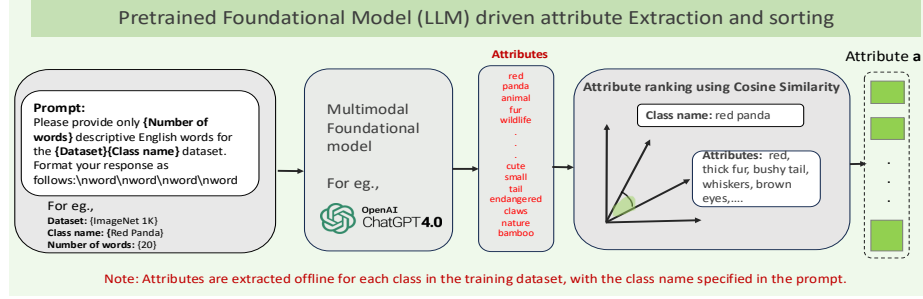 Pretrained Foundational Model (LLM) driven attribute Extraction and sorting
Prompt:
Please provide only {Number of
words} descriptive English words for
the {Dataset}{Class name} dataset.
Format your response as
follows:\nword\nword\nword\nword
For eg.,
Dataset: {ImageNet 1K}
Class name: {Red Panda}
Number of words: {20}
Multimodal
Foundational
model
For eg.,
OpenAI
ChatGPT4.0
Attributes
red
panda
animal
fur
wildlife
.
.
.
cute
small
tail
endangered
claws
nature
bamboo
Attribute ranking using Cosine Similarity
Class name: red panda
Attributes: red,
thick fur, bushy tail,
whiskers, brown
eyes,....
Attribute a
.
.
.
Note: Attributes are extracted offline for each class in the training dataset, with the class name specified in the prompt.